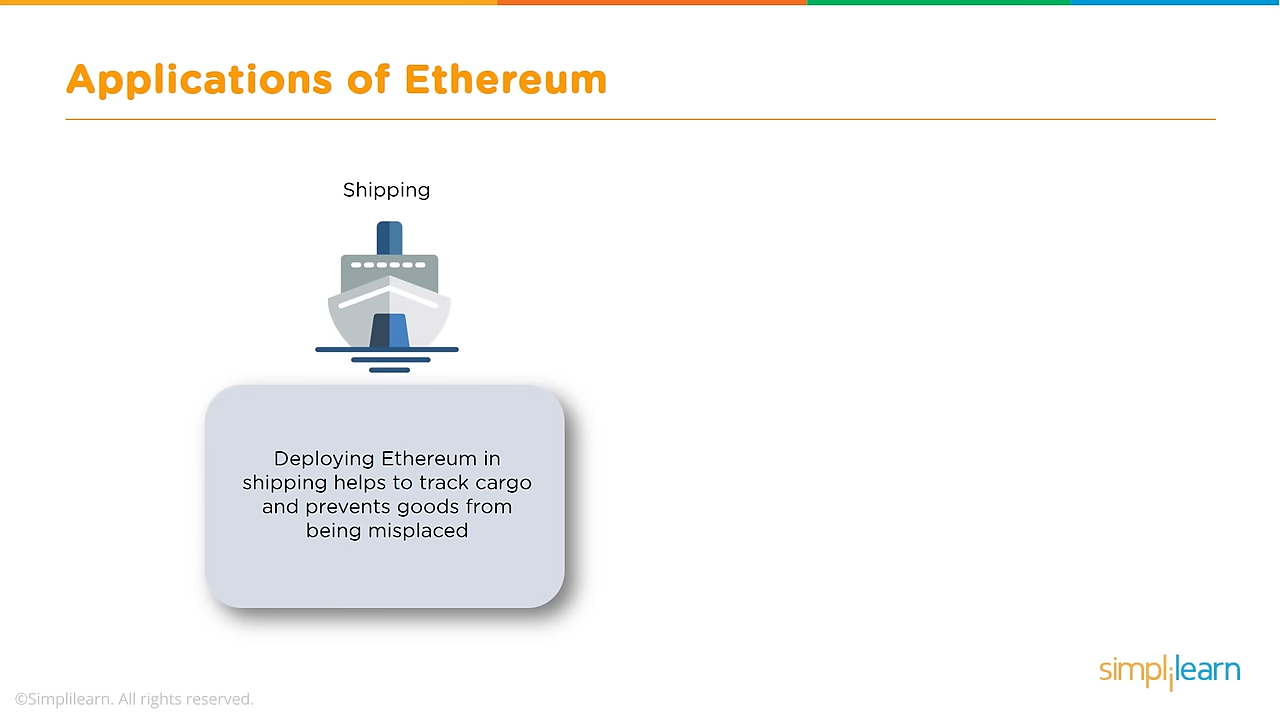 Applications of Ethereum
Shipping
Deploying Ethereum in
shipping helps to track cargo
and prevents goods from
being misplaced
simplilearn
©Simplilearn. All rights reserved.